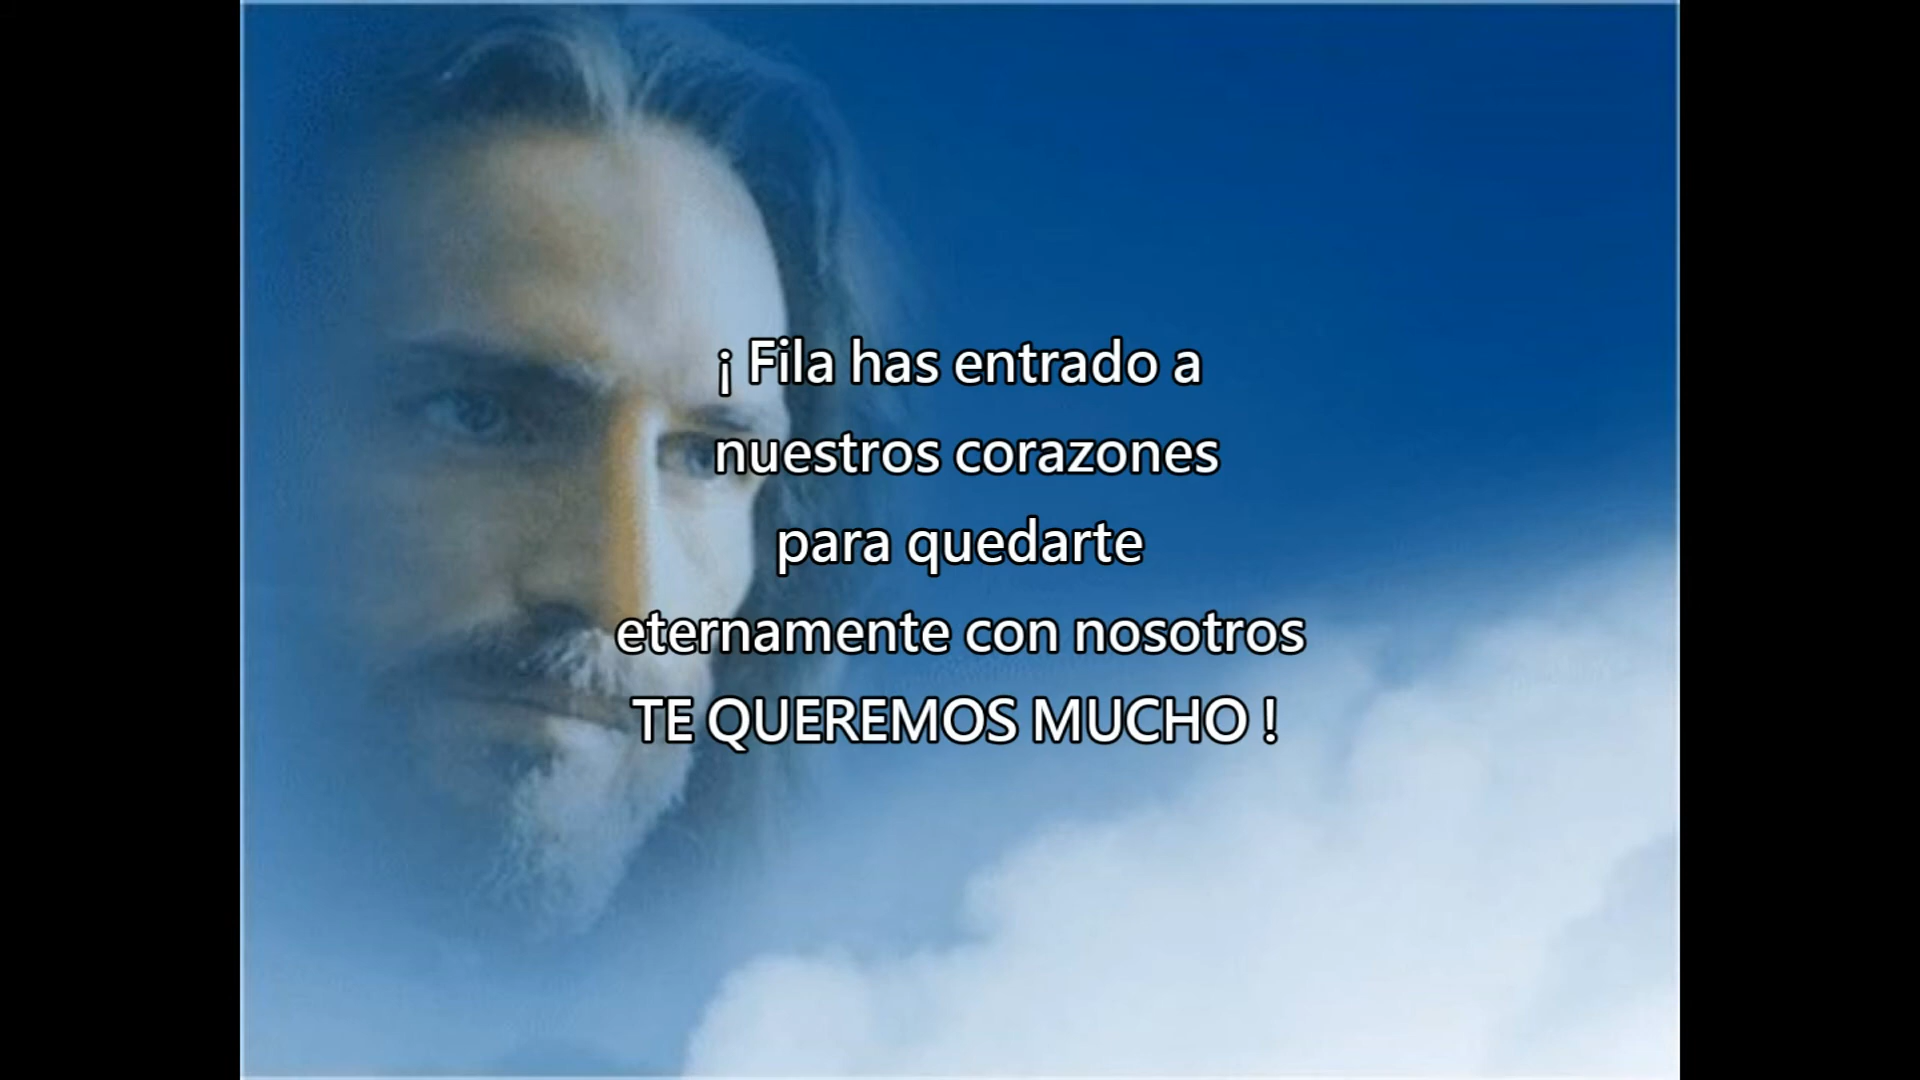 ¡ Fila has entrado a
nuestros corazones
para quedarte
eternamente con nosotros
TE QUEREMOS MUCHO !